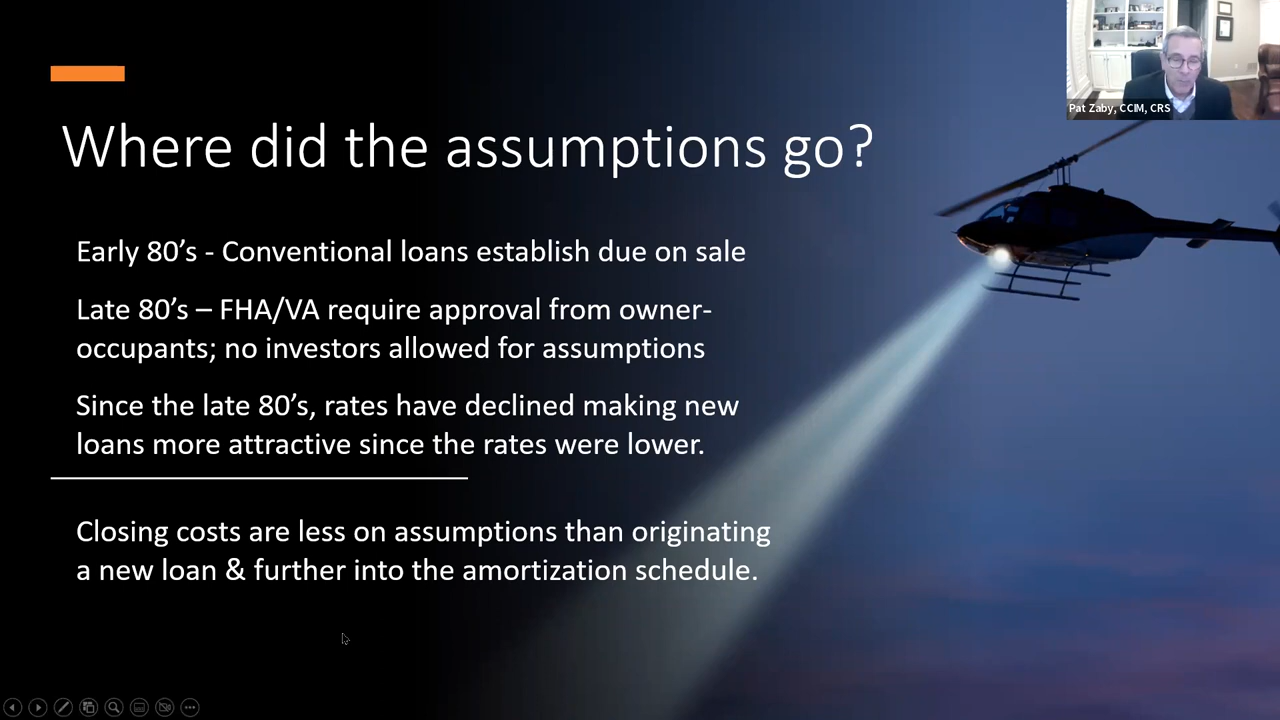 Pat Zaby, CCIM, CRS
Where did the assumptions go?
Early 80’s - Conventional loans establish due on sale
Late 80’s – FHA/VA require approval from owner-
occupants; no investors allowed for assumptions
Since the late 80’s, rates have declined making new
loans more attractive since the rates were lower.
Closing costs are less on assumptions than originating
a new loan & further into the amortization schedule.